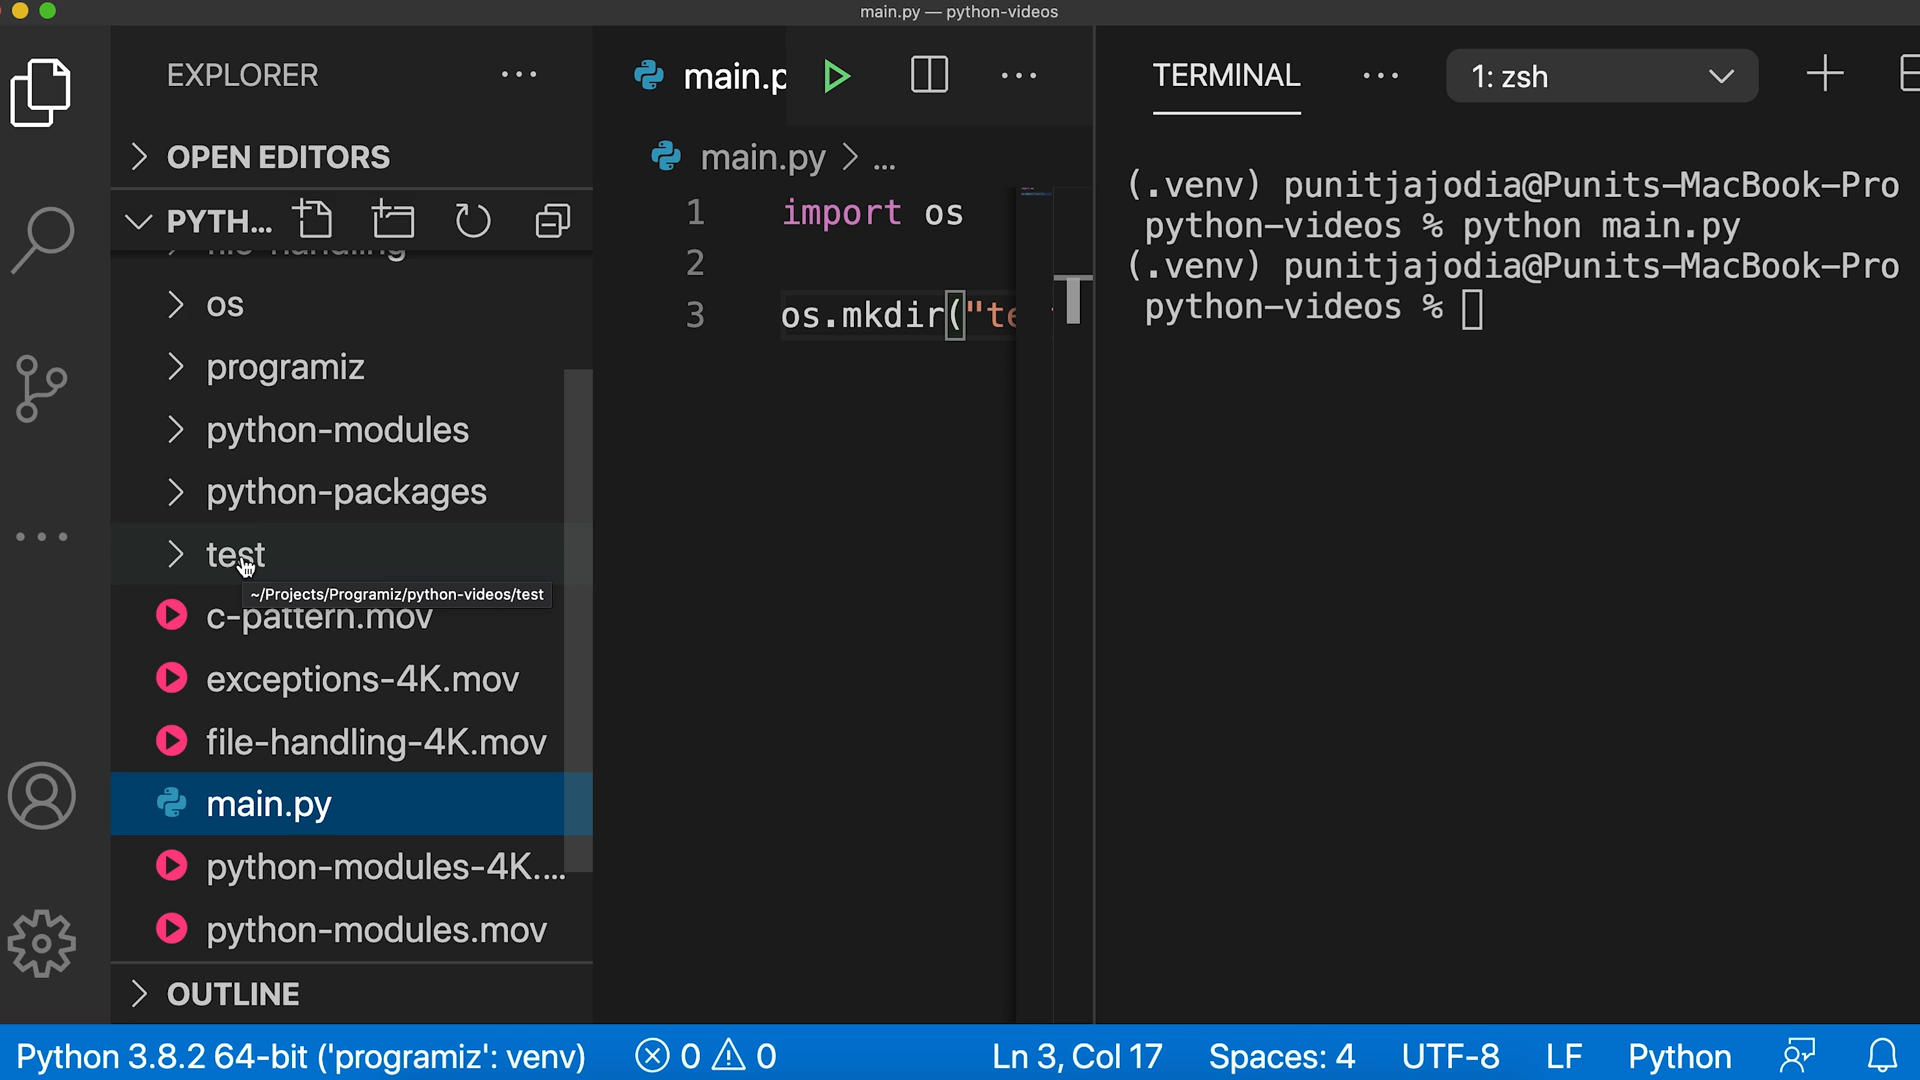 main.py — python-videos
EXPLORER
OPEN EDITORS
PYTH...
file-handling
os
programiz
python-modules
python-packages
test
~/Projects/Programiz/python-videos/test
c-pattern.mov
exceptions-4K.mov
file-handling-4K.mov
main.py
python-modules-4K....
python-modules.mov
OUTLINE
main.p
main.py > ...
1 import os
2
3 os.mkdir("te
TERMINAL
1: zsh
(.venv) punitjajodia@Punits-MacBook-Pro
python-videos % python main.py
(.venv) punitjajodia@Punits-MacBook-Pro
python-videos %
Python 3.8.2 64-bit ('programiz': venv) 0 0 Ln 3, Col 17 Spaces: 4 UTF-8 LF Python